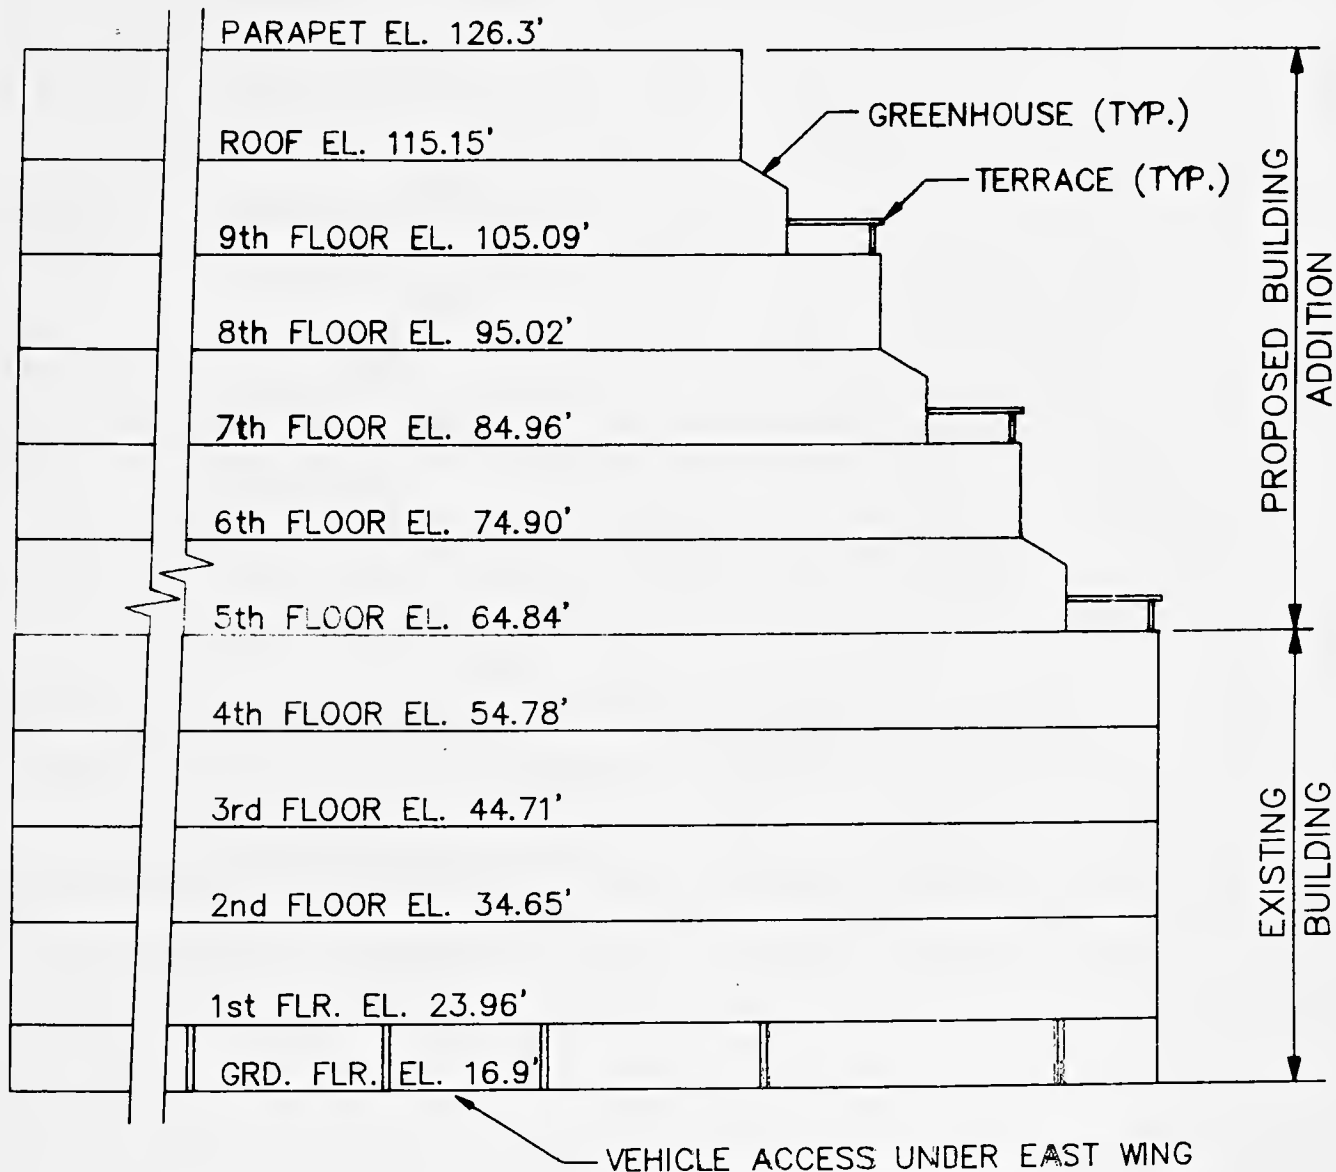 PARAPET EL. 126.3'
GREENHOUSE (TYP.)
ROOF EL. 115.15'
TERRACE (TYP.)
9th FLOOR EL. 105.09'
8th FLOOR EL. 95.02'
7th FLOOR EL. 84.96'
6th FLOOR EL. 74.90'
5th FLOOR EL. 64.84'
PROPOSED BUILDING
ADDITION
4th FLOOR EL. 54.78'
3rd FLOOR EL. 44.71'
2nd FLOOR EL. 34.65'
1st FLR. EL. 23.96'
GRD. FLR. EL. 16.9'
EXISTING
BUILDING
VEHICLE ACCESS UNDER EAST WING